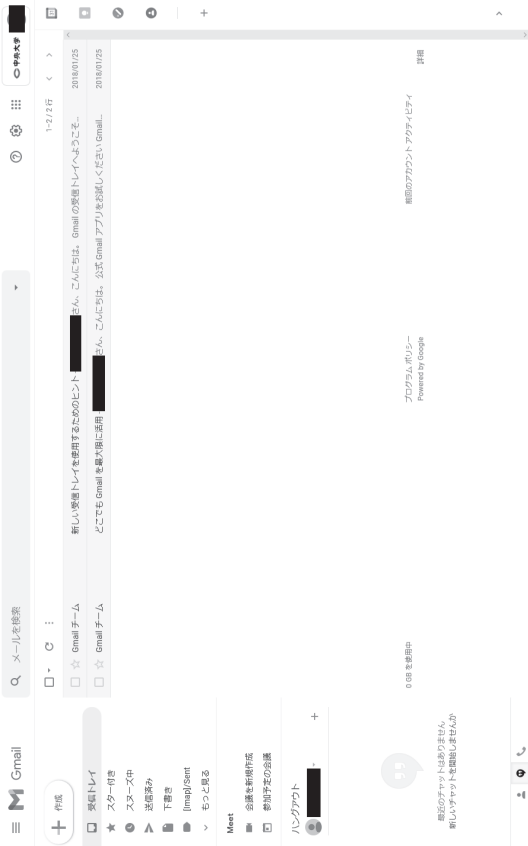 Gmail
メールを検索
中央大学
作成
1-2 / 2 行
受信トレイ
スター付き
スヌーズ中
送信済み
下書き
[Imap]/Sent
もっと見る
Gmail チーム
新しい受信トレイを使用するためのヒント
さん、こんにちは。 Gmail の受信トレイへようこそ...
2018/01/25
Gmail チーム
どこでも Gmail を最大限に活用 -
さん、こんにちは。 公式 Gmail アプリをお試しください Gmail...
2018/01/25
Meet
会議を新規作成
参加予定の会議
ハングアウト
最近のチャットはありません
新しいチャットを開始しませんか
0 GB を使用中
プログラム ポリシー
Powered by Google
前回のアカウント アクティビティ
詳細